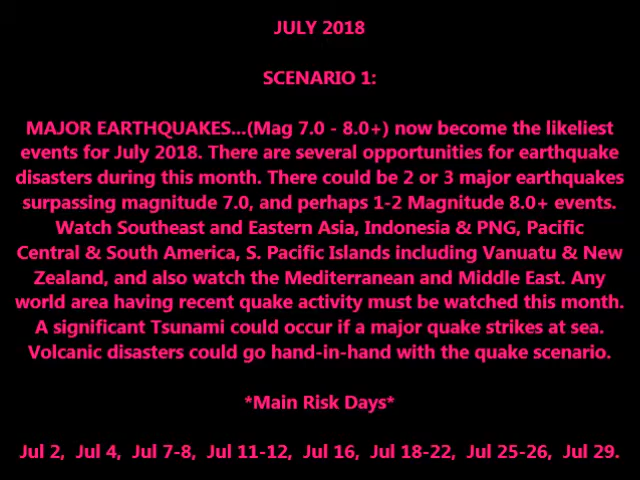 JULY 2018
SCENARIO 1:
MAJOR EARTHQUAKES...(Mag 7.0 - 8.0+) now become the likeliest
events for July 2018. There are several opportunities for earthquake
disasters during this month. There could be 2 or 3 major earthquakes
surpassing magnitude 7.0, and perhaps 1-2 Magnitude 8.0+ events.
Watch Southeast and Eastern Asia, Indonesia & PNG, Pacific
Central & South America, S. Pacific Islands including Vanuatu & New
Zealand, and also watch the Mediterranean and Middle East. Any
world area having recent quake activity must be watched this month.
A significant Tsunami could occur if a major quake strikes at sea.
Volcanic disasters could go hand-in-hand with the quake scenario.
*Main Risk Days*
Jul 2, Jul 4, Jul 7-8, Jul 11-12, Jul 16, Jul 18-22, Jul 25-26, Jul 29.